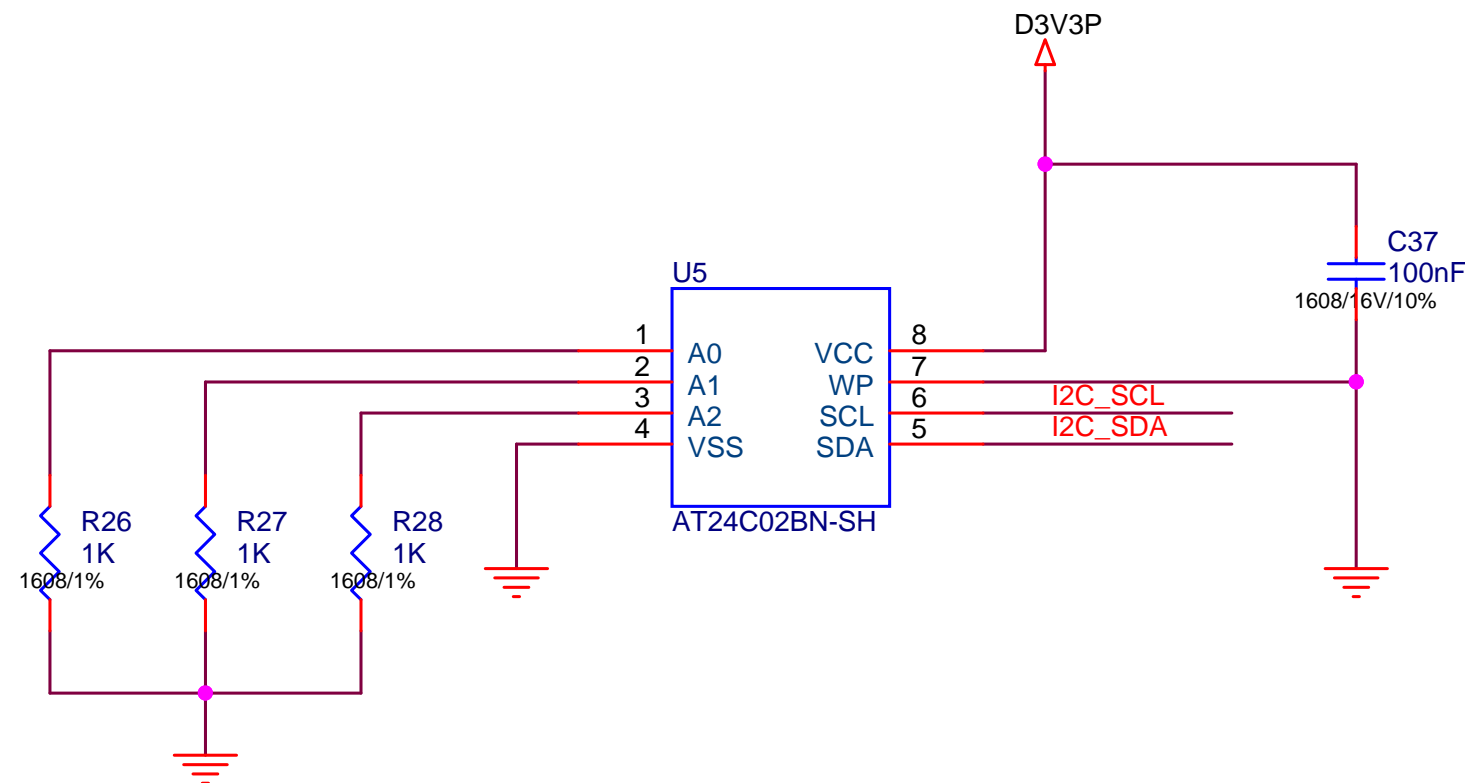 D3V3P
C37
100nF
1608/16V/10%
U5
1
A0
2
A1
3
A2
4
VSS
8
VCC
7
WP
6
SCL
5
SDA
I2C_SCL
I2C_SDA
AT24C02BN-SH
R26
1K
1608/1%
R27
1K
1608/1%
R28
1K
1608/1%